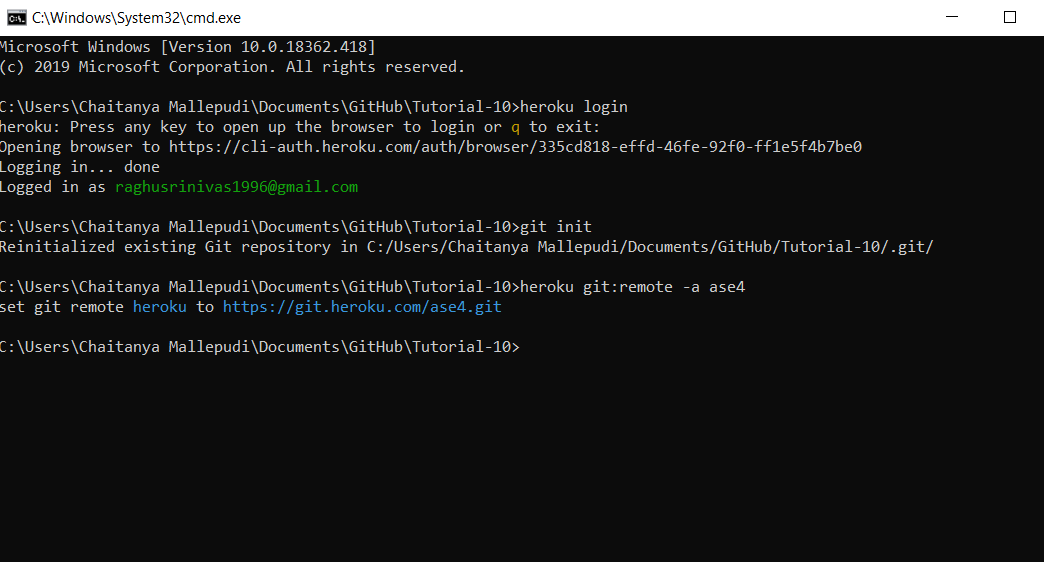 C:\Windows\System32\cmd.exe
Microsoft Windows [Version 10.0.18362.418]
(c) 2019 Microsoft Corporation. All rights reserved.
C:\Users\Chaitanya Mallepudi\Documents\GitHub\Tutorial-10>heroku login
heroku: Press any key to open up the browser to login or q to exit:
Opening browser to https://cli-auth.heroku.com/auth/browser/335cd818-effd-46fe-92f0-ff1e5f4b7be0
Logging in... done
Logged in as raghusrinivas1996@gmail.com
C:\Users\Chaitanya Mallepudi\Documents\GitHub\Tutorial-10>git init
Reinitialized existing Git repository in C:/Users/Chaitanya Mallepudi/Documents/GitHub/Tutorial-10/.git/
C:\Users\Chaitanya Mallepudi\Documents\GitHub\Tutorial-10>heroku git:remote -a ase4
set git remote heroku to https://git.heroku.com/ase4.git
C:\Users\Chaitanya Mallepudi\Documents\GitHub\Tutorial-10>